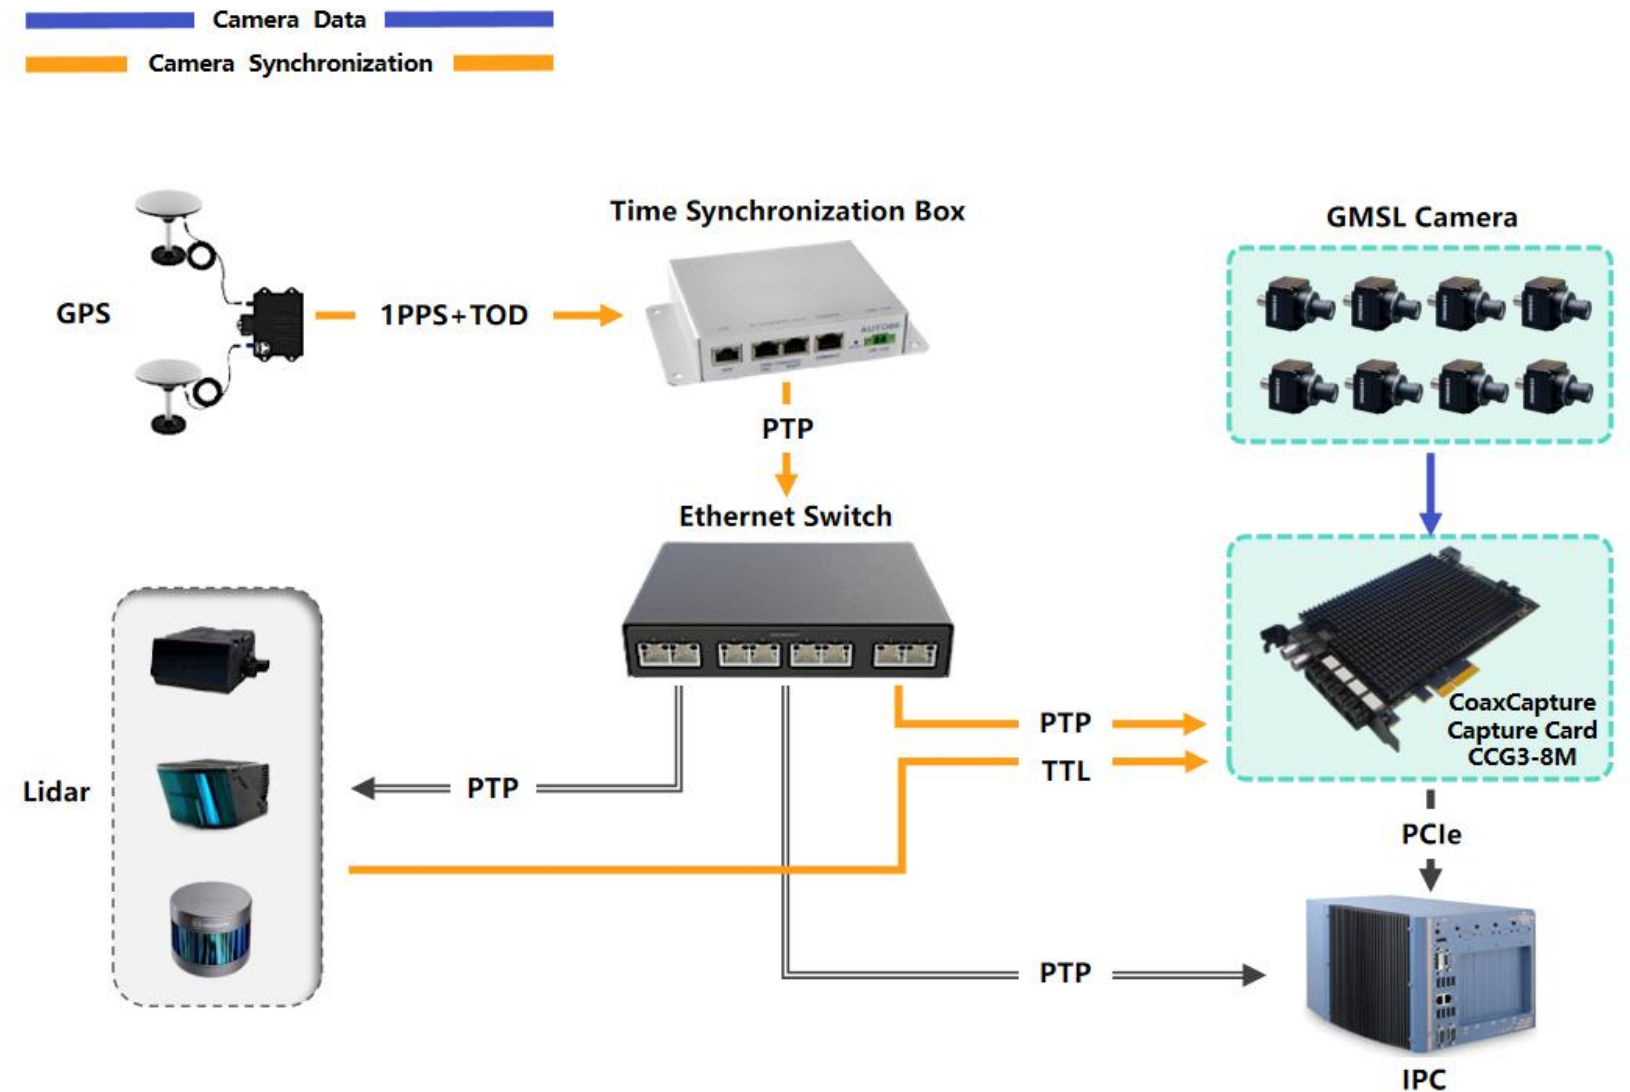 Camera Data
Camera Synchronization
Time Synchronization Box
GMSL Camera
GPS
1PPS+TOD
AUTO66
PTP
Ethernet Switch
CoaxCapture
Capture Card
CCG3-8M
PTP
TTL
Lidar
PTP
PCIe
PTP
IPC